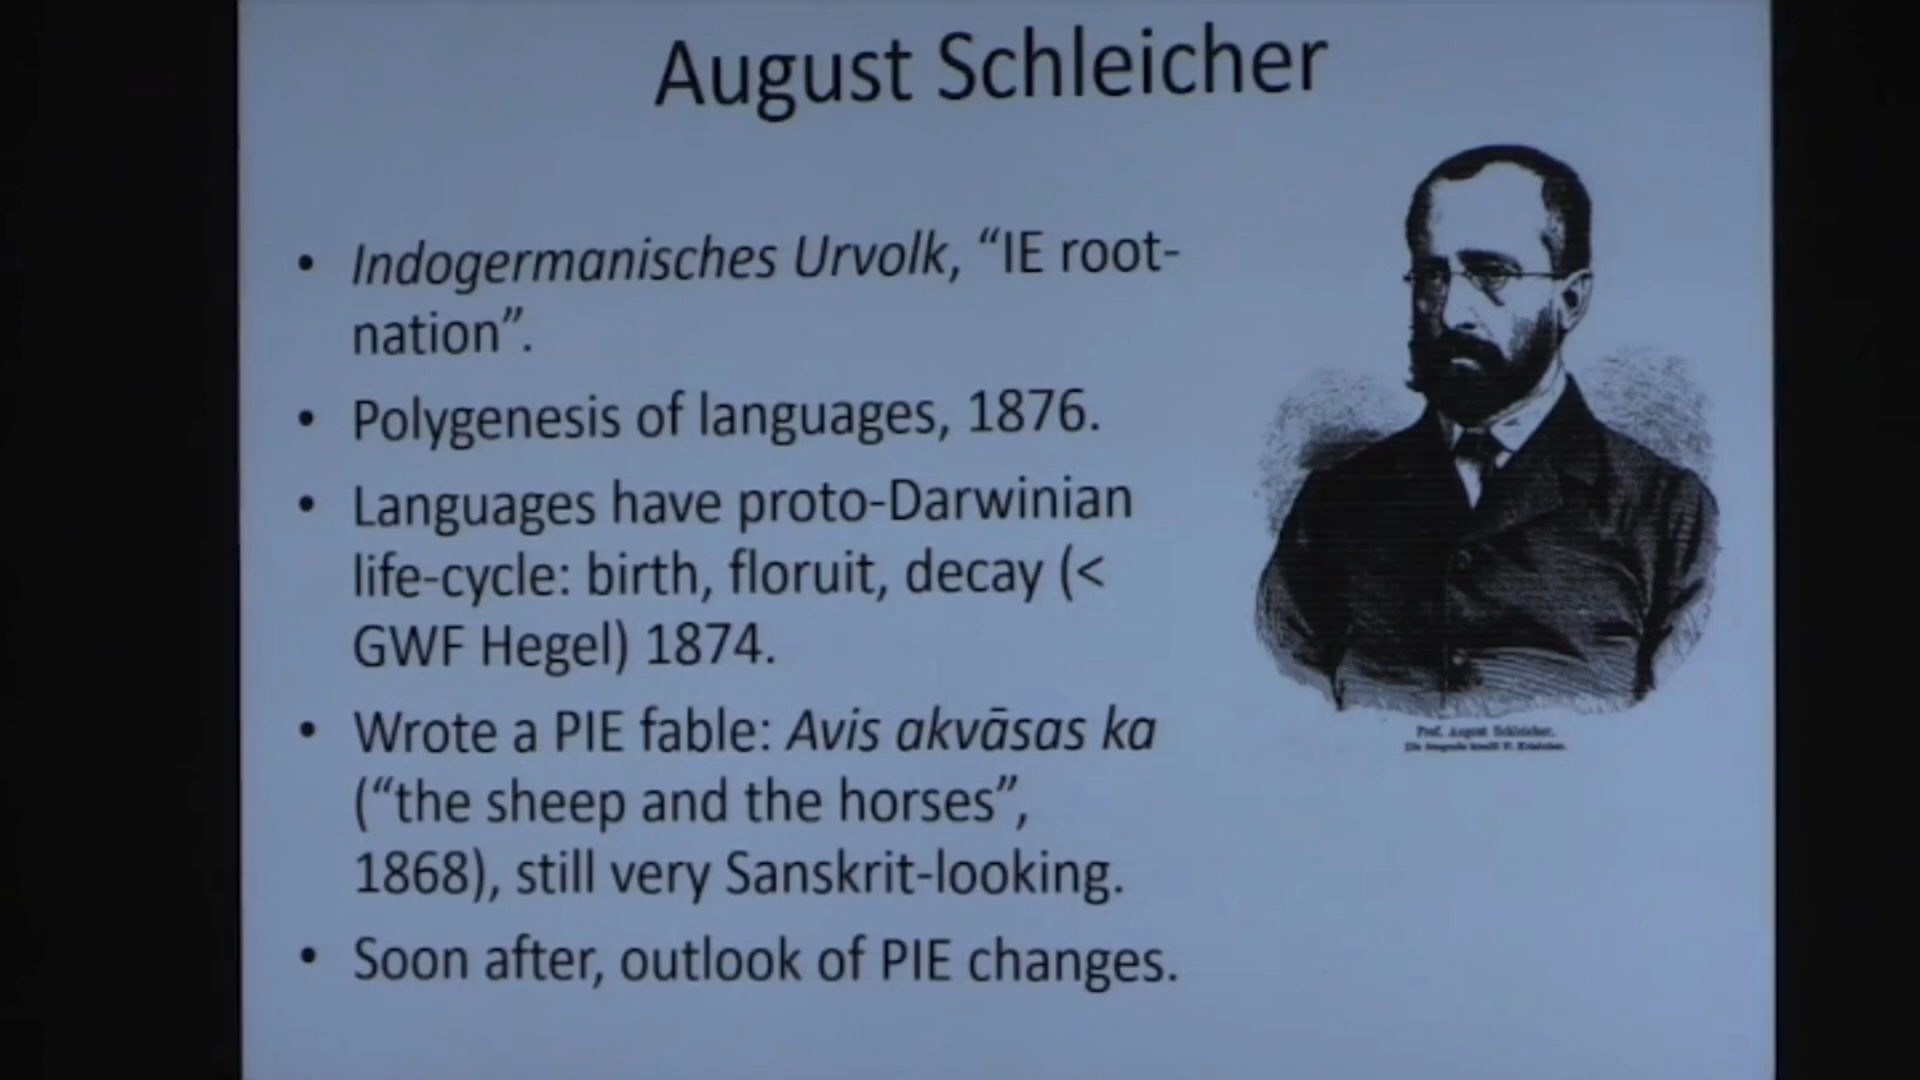 August Schleicher
• Indogermanisches Urvolk, “IE root-
nation”.
• Polygenesis of languages, 1876.
• Languages have proto-Darwinian
life-cycle: birth, floruit, decay (<
GWF Hegel) 1874.
• Wrote a PIE fable: Avis akvāsas ka
(“the sheep and the horses”,
1868), still very Sanskrit-looking.
• Soon after, outlook of PIE changes.
Prof. August Schleicher.